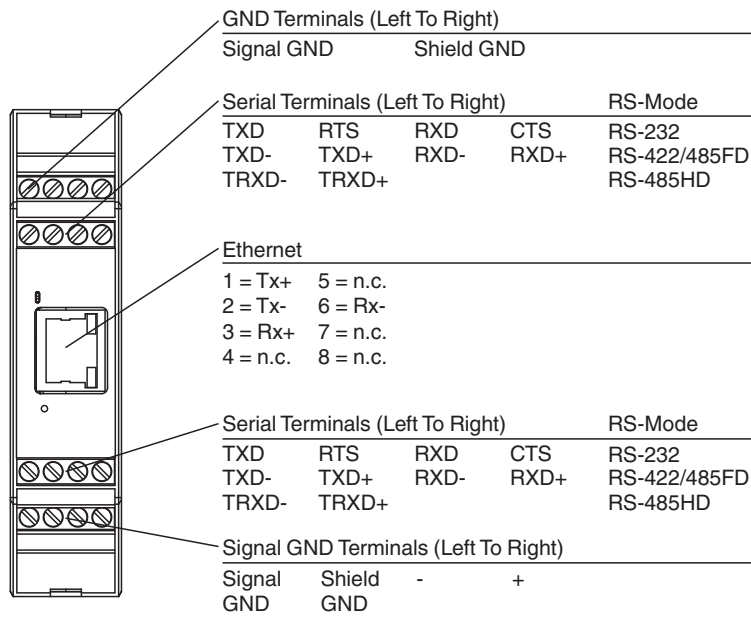 GND Terminals (Left To Right)
Signal GND Shield GND
Serial Terminals (Left To Right) RS-Mode
TXD RTS RXD CTS RS-232
TXD- TXD+ RXD- RXD+ RS-422/485FD
TRXD- TRXD+ RS-485HD
Ethernet
1 = Tx+ 5 = n.c.
2 = Tx- 6 = Rx-
3 = Rx+ 7 = n.c.
4 = n.c. 8 = n.c.
Serial Terminals (Left To Right) RS-Mode
TXD RTS RXD CTS RS-232
TXD- TXD+ RXD- RXD+ RS-422/485FD
TRXD- TRXD+ RS-485HD
Signal GND Terminals (Left To Right)
Signal Shield - +
GND GND